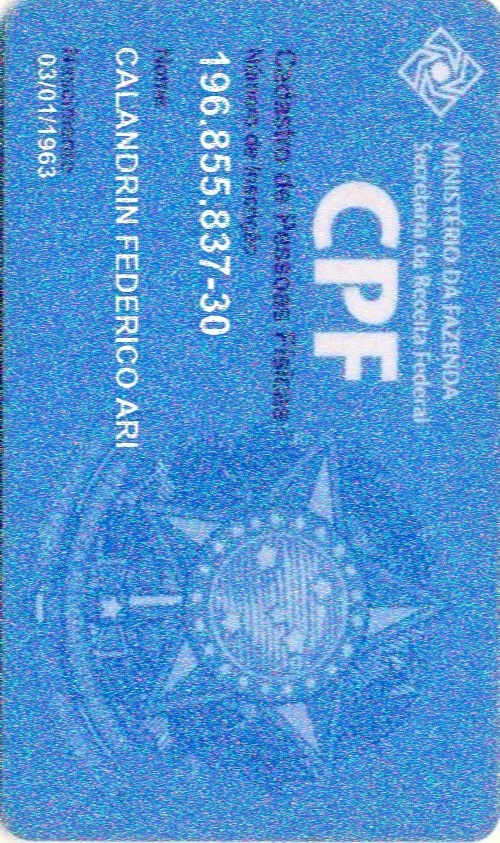 MINISTÉRIO DA FAZENDA
Secretaria da Receita Federal
CPF
Cadastro de Pessoas Físicas
Número de Inscrição
196.855.837-30
Nome
CALANDRIN FEDERICO ARI
Nascimento
03/01/1963